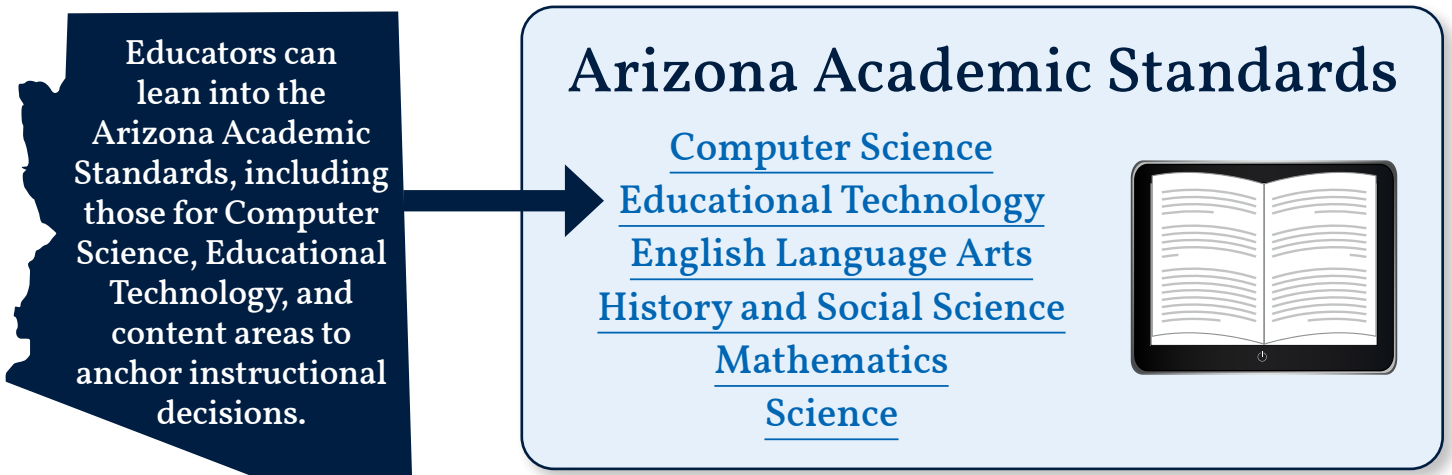 Educators can
lean into the
Arizona Academic
Standards, including
those for Computer
Science, Educational
Technology, and
content areas to
anchor instructional
decisions.
Arizona Academic Standards
Computer Science
Educational Technology
English Language Arts
History and Social Science
Mathematics
Science